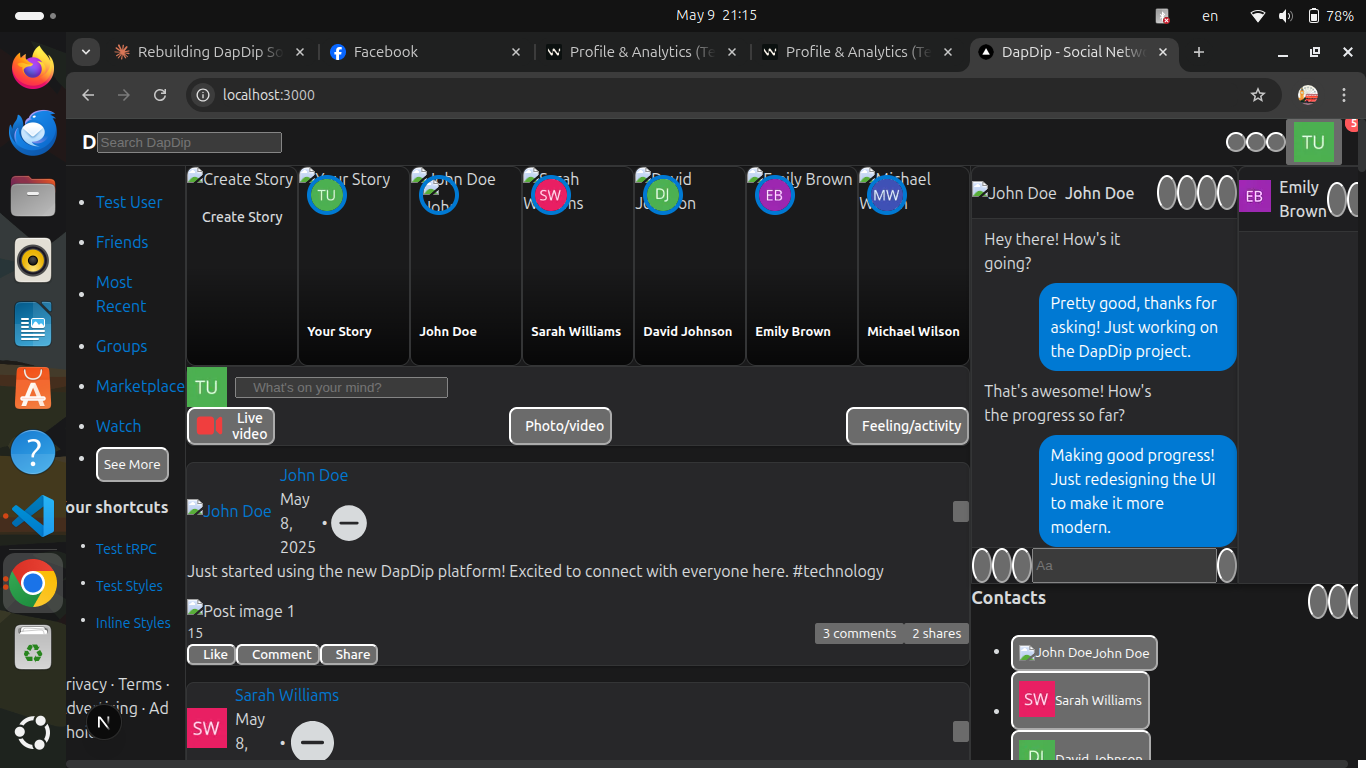 May 9 21:15
en
78%
Rebuilding DapDip So
Facebook
Profile & Analytics (Te
Profile & Analytics (Te
DapDip - Social Netw
localhost:3000
D
Search DapDip
TU
5
Test User
Friends
Most
Recent
Groups
Marketplace
Watch
See More
our shortcuts
Test tRPC
Test Styles
Inline Styles
rivacy · Terms ·
dvertising · Ad
hoi
N
Create Story
Create Story
Your Story
TU
Your Story
John Doe
Joh
John Doe
Sarah
Williams
SW
Sarah Williams
David
Johnson
DJ
David Johnson
Emily Brown
EB
Emily Brown
Michael
Wilson
MW
Michael Wilson
TU
What's on your mind?
Live
video
Photo/video
Feeling/activity
John Doe
John Doe
May
8,
2025
•
Just started using the new DapDip platform! Excited to connect with everyone here. #technology
Post image 1
15
3 comments
2 shares
Like
Comment
Share
Sarah Williams
SW
May
8,
•
John Doe
John Doe
Hey there! How's it
going?
Pretty good, thanks for
asking! Just working on
the DapDip project.
That's awesome! How's
the progress so far?
Making good progress!
Just redesigning the UI
to make it more
modern.
Aa
EB
Emily
Brown
Contacts
John Doe
John Doe
SW
Sarah Williams
DJ
David Johnson